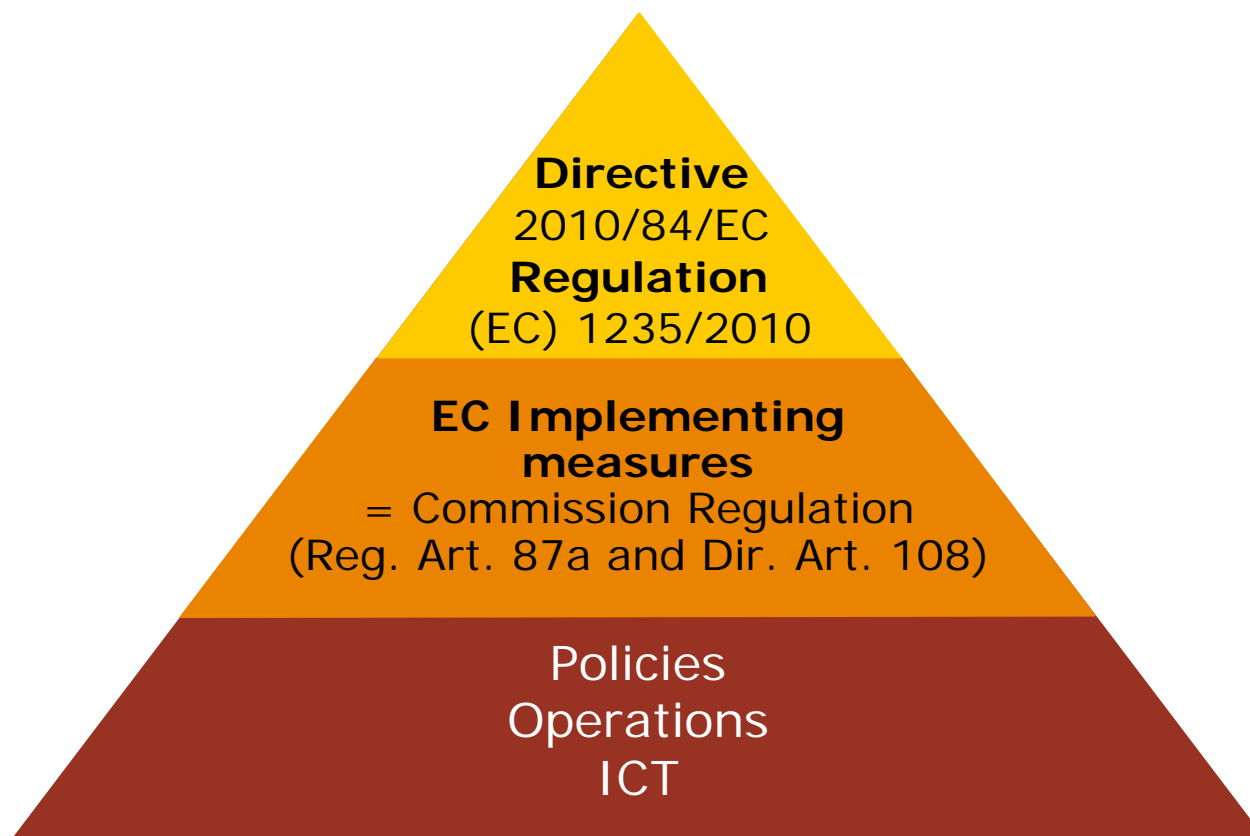 Directive
2010/84/EC
Regulation
(EC) 1235/2010
EC Implementing
measures
= Commission Regulation
(Reg. Art. 87a and Dir. Art. 108)
Policies
Operations
ICT